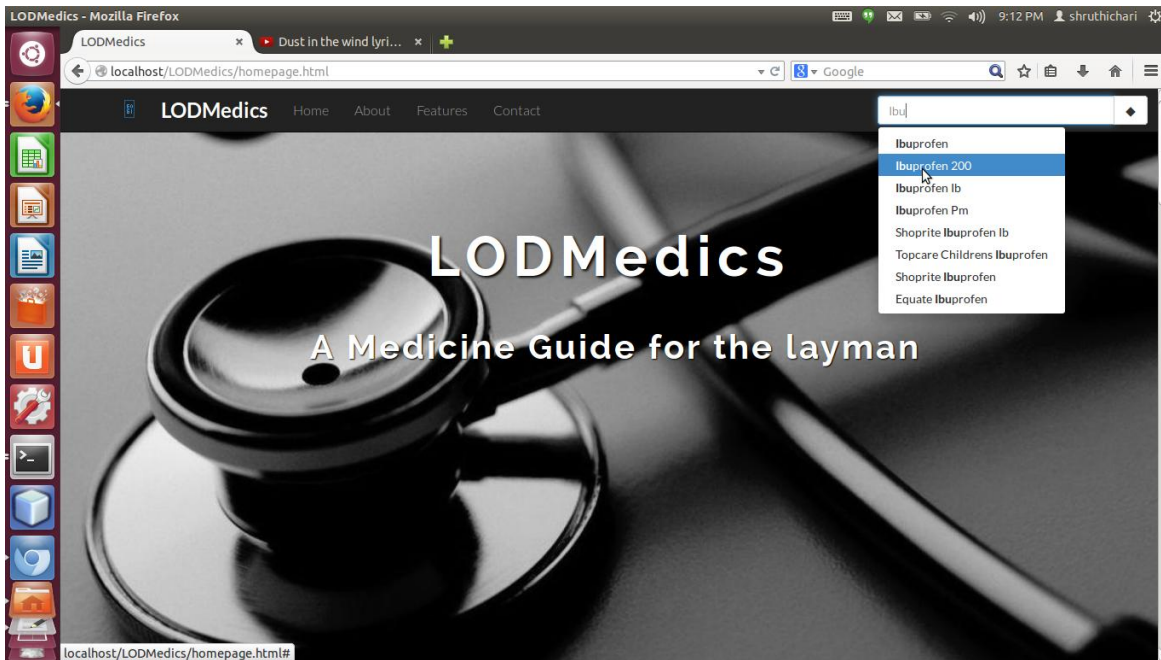 LODMedics - Mozilla Firefox
9:12 PM shruthichari
LODMedics
Dust in the wind lyri...
localhost/LODMedics/homepage.html
Google
LODMedics Home About Features Contact
Ibu
Ibuprofen
Ibuprofen 200
Ibuprofen Ib
Ibuprofen Pm
Shoprite Ibuprofen Ib
Topcare Childrens Ibuprofen
Shoprite Ibuprofen
Equate Ibuprofen
LODMedics
A Medicine Guide for the layman
localhost/LODMedics/homepage.html#